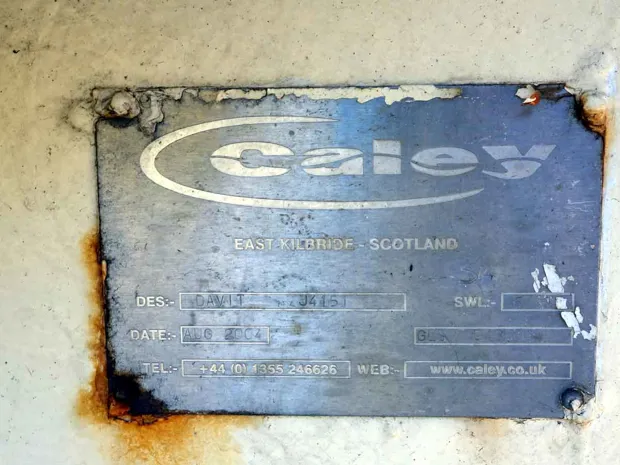 Caley
EAST KILBRIDE - SCOTLAND
DES:- DAVIT J4151 SWL:-
DATE:- AUG 2004
TEL:- +44 (0) 1355 246626 WEB:- www.caley.co.uk